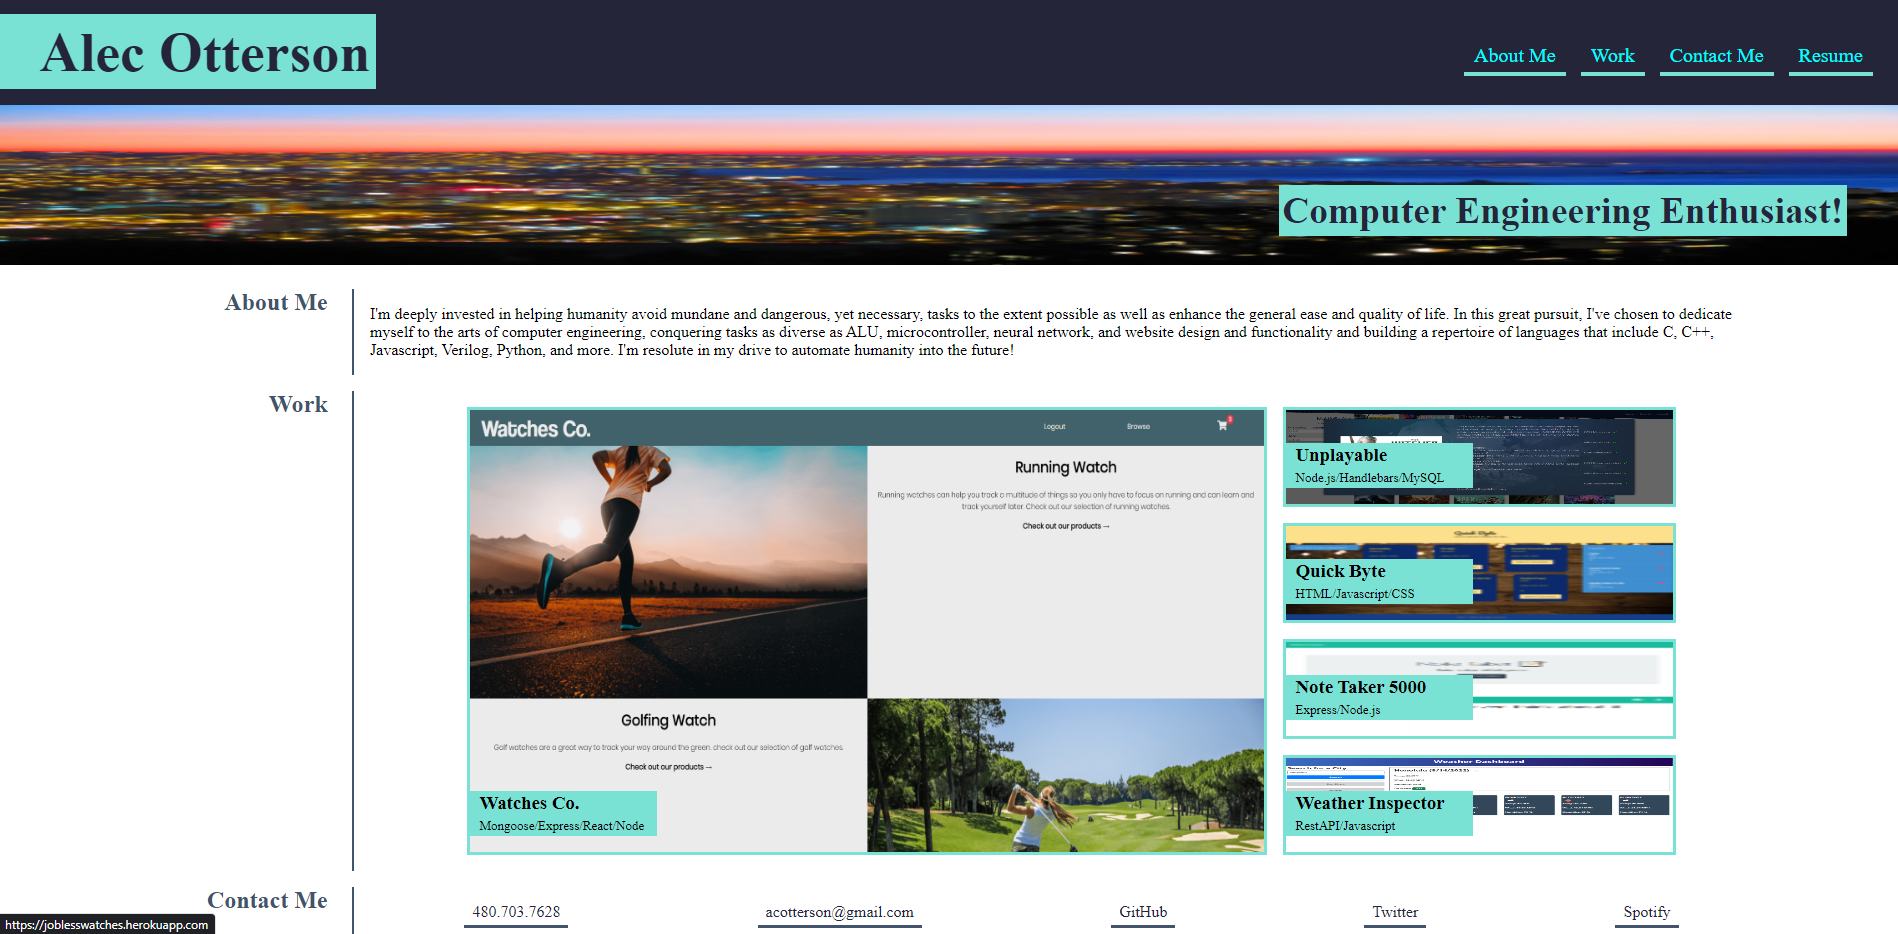 Alec Otterson
About Me
Work
Contact Me
Resume
Computer Engineering Enthusiast!
About Me
I'm deeply invested in helping humanity avoid mundane and dangerous, yet necessary, tasks to the extent possible as well as enhance the general ease and quality of life. In this great pursuit, I've chosen to dedicate
myself to the arts of computer engineering, conquering tasks as diverse as ALU, microcontroller, neural network, and website design and functionality and building a repertoire of languages that include C, C++,
Javascript, Verilog, Python, and more. I'm resolute in my drive to automate humanity into the future!
Work
Watches Co.
Logout
Browse
Running Watch
Running watches can help you track a multitude of things so you only have to focus on running and can learn and
track yourself later. Check out our selection of running watches.
Check out our products →
Golfing Watch
Golf watches are a great way to track your way around the green. check out our selection of golf watches.
Check out our products →
Watches Co.
Mongoose/Express/React/Node
Unplayable
Node.js/Handlebars/MySQL
Quick Byte
Quick Byte
HTML/Javascript/CSS
Note Taker 5000
Express/Node.js
Weather Dashboard
Weather Inspector
RestAPI/Javascript
Contact Me
480.703.7628
acotterson@gmail.com
GitHub
Twitter
Spotify
https://joblesswatches.herokuapp.com